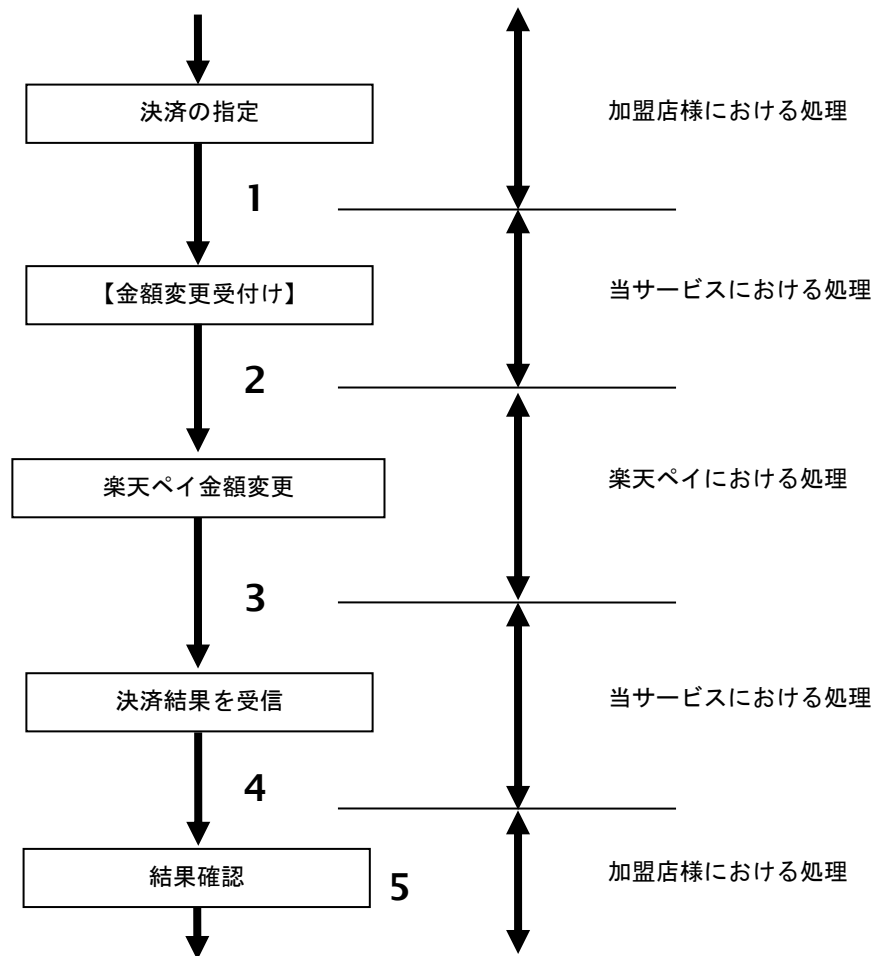 決済の指定
加盟店様における処理
1
【金額変更受付け】
当サービスにおける処理
2
楽天ペイ金額変更
楽天ペイにおける処理
3
決済結果を受信
当サービスにおける処理
4
結果確認
5
加盟店様における処理